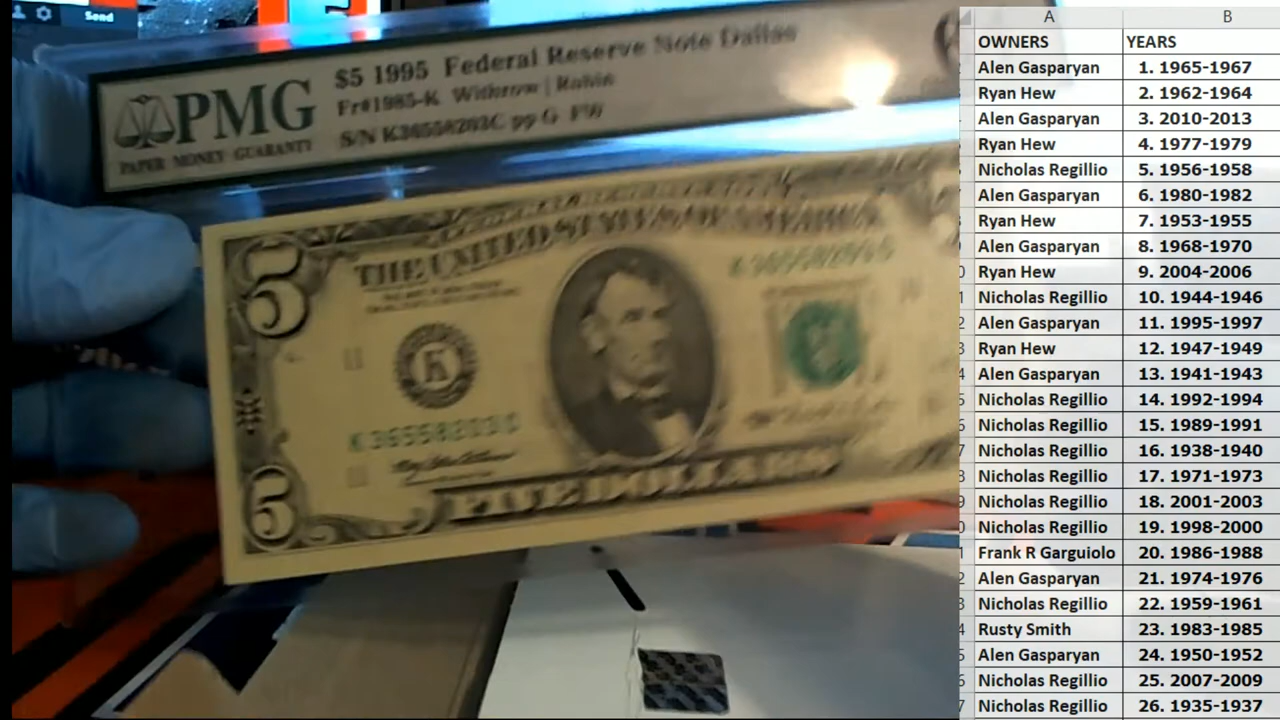 Send
$5 1995 Federal Reserve Note Dallas
PMG
Fr#1985-K Withrow | Rubin
PAPER MONEY GUARANTY
S/N K36558203C pp G FW
THE UNITED STATES OF AMERICA
5
K 36558203 C
K
K 36558203 C
5
FIVE DOLLARS
A B
OWNERS YEARS
Alen Gasparyan 1. 1965-1967
Ryan Hew 2. 1962-1964
Alen Gasparyan 3. 2010-2013
Ryan Hew 4. 1977-1979
Nicholas Regillio 5. 1956-1958
Alen Gasparyan 6. 1980-1982
Ryan Hew 7. 1953-1955
Alen Gasparyan 8. 1968-1970
Ryan Hew 9. 2004-2006
Nicholas Regillio 10. 1944-1946
Alen Gasparyan 11. 1995-1997
Ryan Hew 12. 1947-1949
Alen Gasparyan 13. 1941-1943
Nicholas Regillio 14. 1992-1994
Nicholas Regillio 15. 1989-1991
Nicholas Regillio 16. 1938-1940
Nicholas Regillio 17. 1971-1973
Nicholas Regillio 18. 2001-2003
Nicholas Regillio 19. 1998-2000
Frank R Garguiolo 20. 1986-1988
Alen Gasparyan 21. 1974-1976
Nicholas Regillio 22. 1959-1961
Rusty Smith 23. 1983-1985
Alen Gasparyan 24. 1950-1952
Nicholas Regillio 25. 2007-2009
Nicholas Regillio 26. 1935-1937